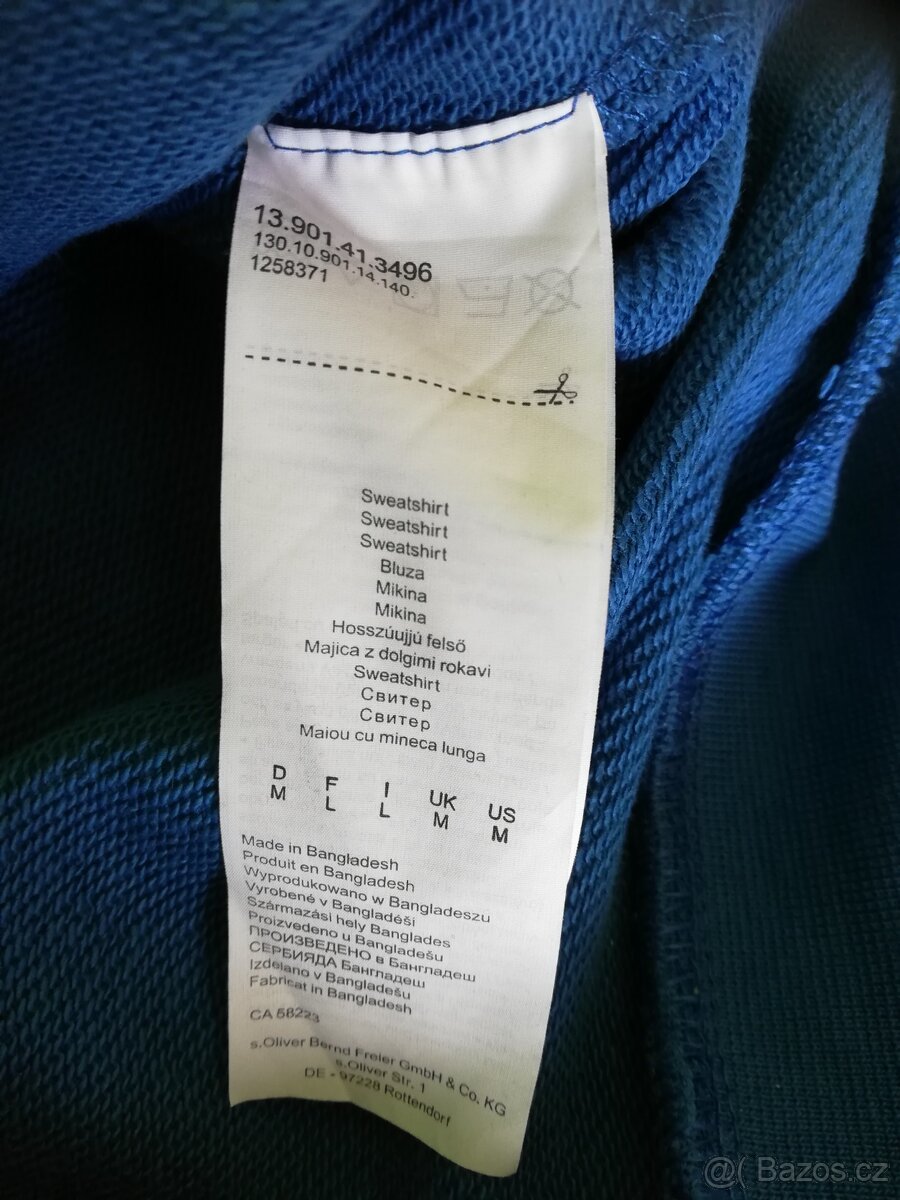 13.901.41.3496
130.10.901.14.140.
1258371
Sweatshirt
Sweatshirt
Sweatshirt
Bluza
Mikina
Mikina
Hosszúujjú felső
Majica z dolgimi rokavi
Sweatshirt
Свитер
Свитер
Maiou cu mineca lunga
D F I UK US
M L L M M
Made in Bangladesh
Produit en Bangladesh
Wyprodukowano w Bangladeszu
Vyrobené v Bangladéši
Származási hely Banglades
Proizvedeno u Bangladešu
ПРОИЗВЕДЕНО в Бангладеш
СЕРБИЯДА Бангладеш
Izdelano v Bangladešu
Fabricat in Bangladesh
CA 58223
s.Oliver Bernd Freier GmbH & Co. KG
s.Oliver Str. 1
DE - 97228 Rottendorf
@( Bazos.cz